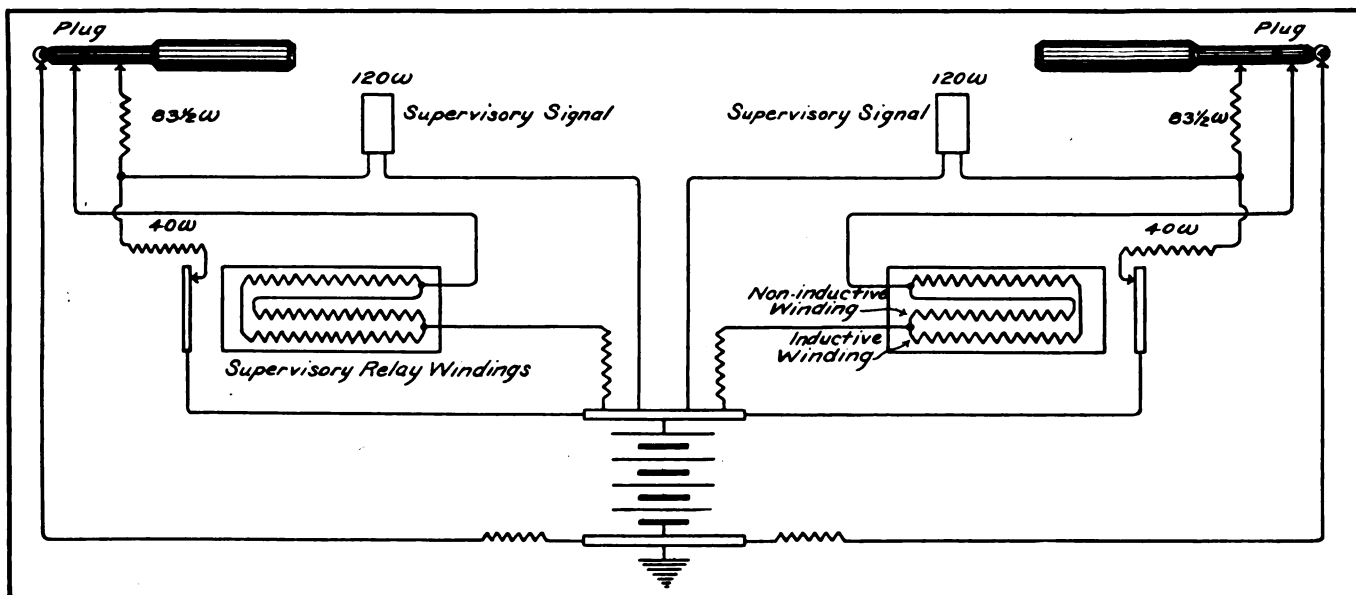 Plug
Plug
120ω
120ω
Supervisory Signal
Supervisory Signal
83½ω
83½ω
40ω
40ω
Non-inductive
Winding
Inductive
Winding
Supervisory Relay Windings